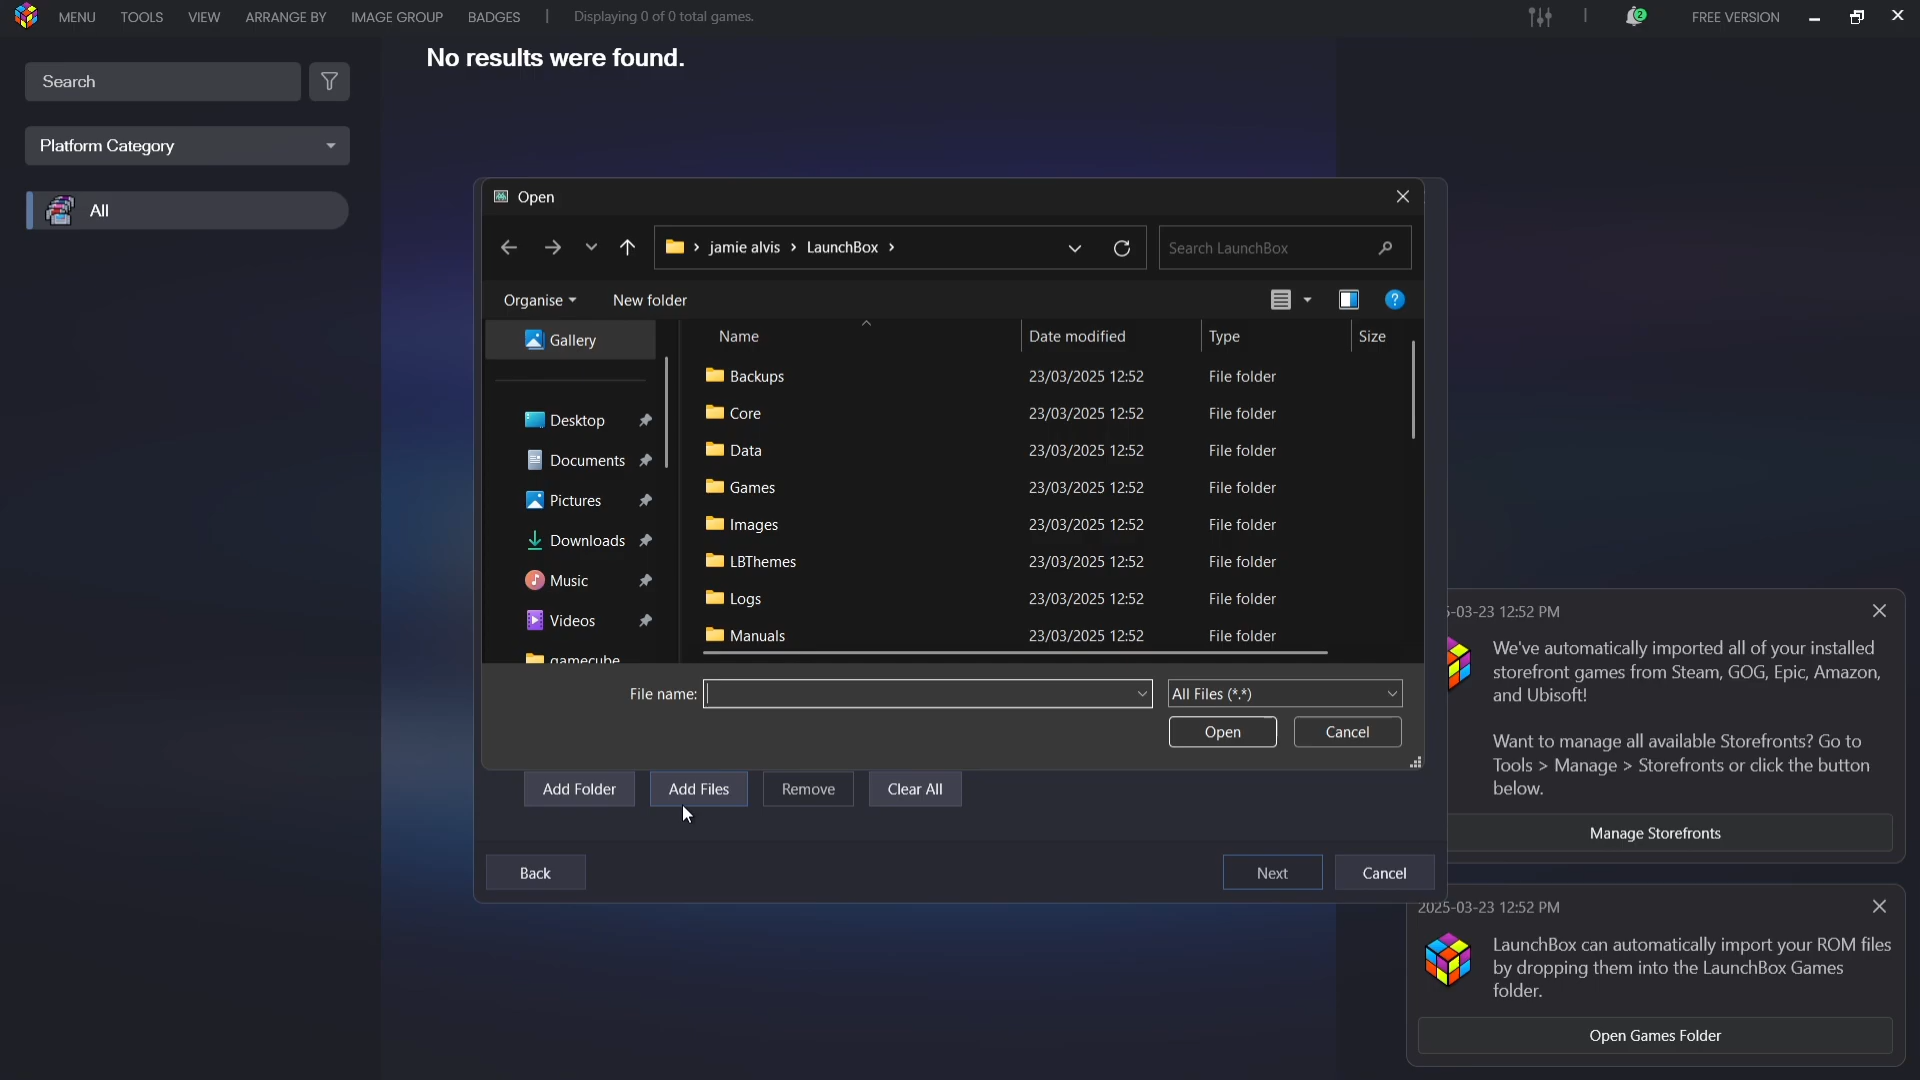 MENU TOOLS VIEW ARRANGE BY IMAGE GROUP BADGES | Displaying 0 of 0 total games. | 2 FREE VERSION
No results were found.
Search
Platform Category
All
Open
jamie alvis > LaunchBox >
Search LaunchBox
Organise
New folder
Gallery
Desktop
Documents
Pictures
Downloads
Music
Videos
gamecube
Name Date modified Type Size
Backups 23/03/2025 12:52 File folder
Core 23/03/2025 12:52 File folder
Data 23/03/2025 12:52 File folder
Games 23/03/2025 12:52 File folder
Images 23/03/2025 12:52 File folder
LBThemes 23/03/2025 12:52 File folder
Logs 23/03/2025 12:52 File folder
Manuals 23/03/2025 12:52 File folder
File name:
All Files (*.*)
Open Cancel
Add Folder Add Files Remove Clear All
Back Next Cancel
-03-23 12:52 PM
We've automatically imported all of your installed
storefront games from Steam, GOG, Epic, Amazon,
and Ubisoft!
Want to manage all available Storefronts? Go to
Tools > Manage > Storefronts or click the button
below.
Manage Storefronts
2025-03-23 12:52 PM
LaunchBox can automatically import your ROM files
by dropping them into the LaunchBox Games
folder.
Open Games Folder